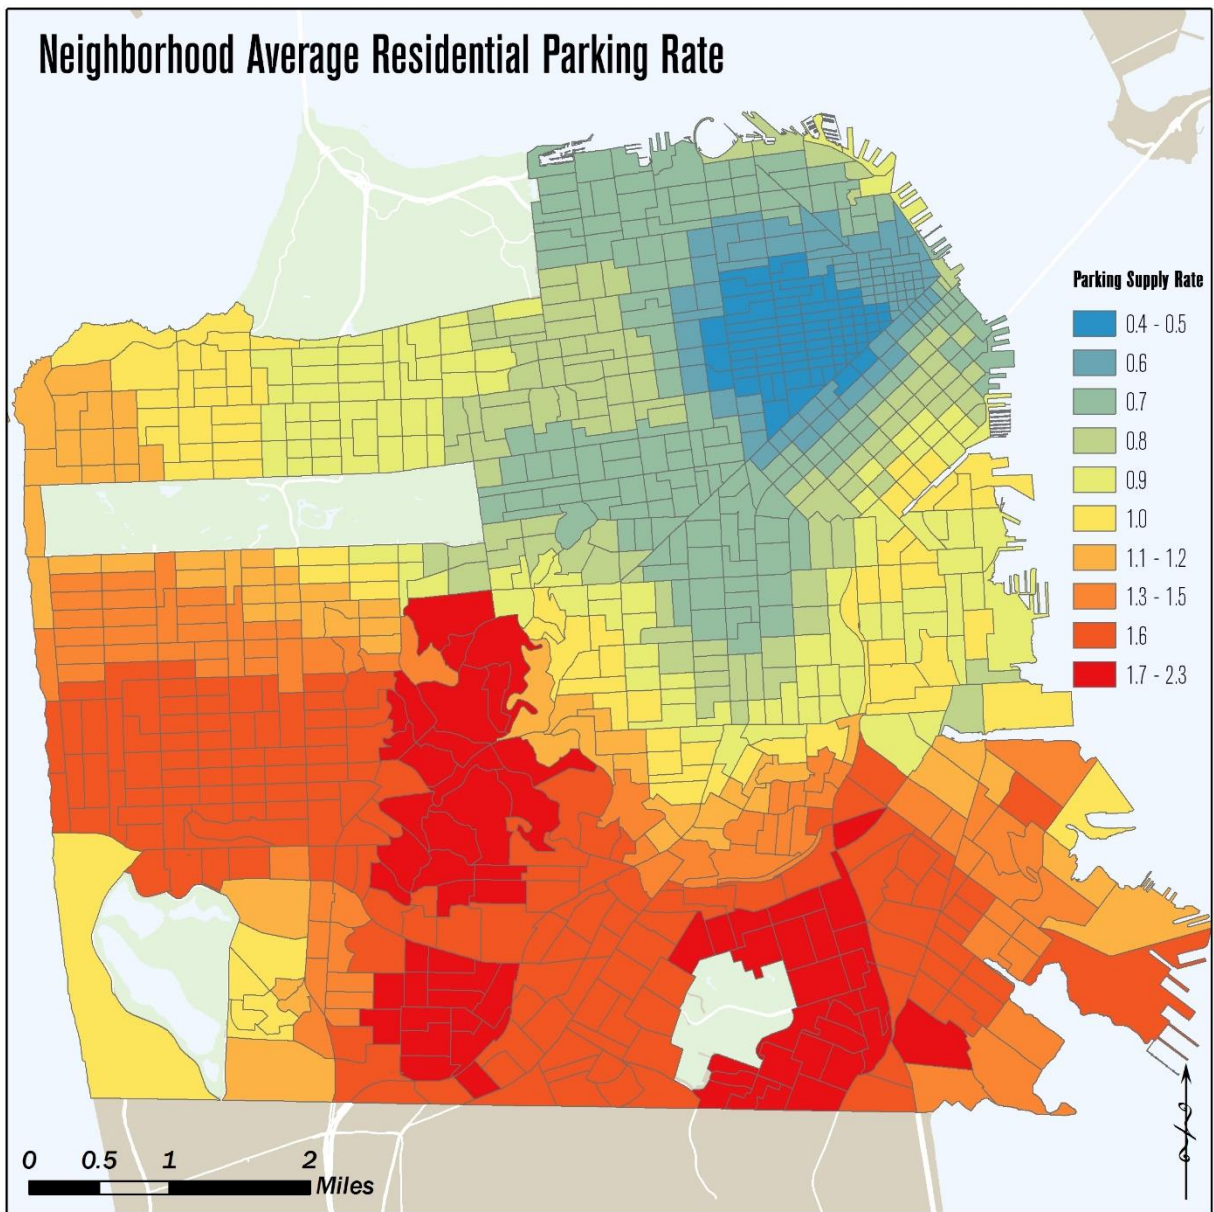 Neighborhood Average Residential Parking Rate
Parking Supply Rate
0.4 - 0.5
0.6
0.7
0.8
0.9
1.0
1.1 - 1.2
1.3 - 1.5
1.6
1.7 - 2.3
0 0.5 1 2
Miles